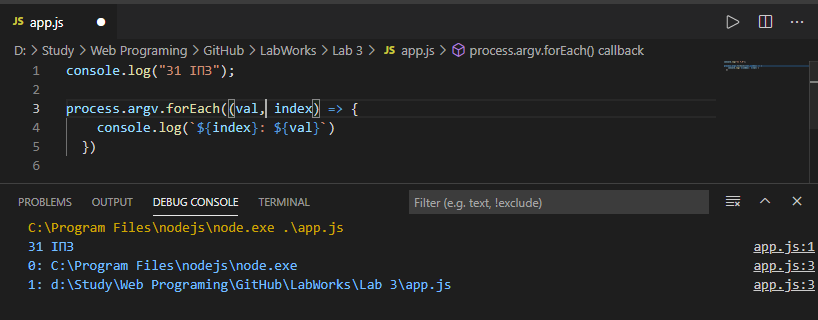 JS app.js
D: > Study > Web Programing > GitHub > LabWorks > Lab 3 > JS app.js > process.argv.forEach() callback
1 console.log("31 ІПЗ");
2
3 process.argv.forEach((val, index) => {
4 console.log(`${index}: ${val}`)
5 })
6
PROBLEMS OUTPUT DEBUG CONSOLE TERMINAL Filter (e.g. text, !exclude)
C:\Program Files\nodejs\node.exe .\app.js
31 ІПЗ app.js:1
0: C:\Program Files\nodejs\node.exe app.js:3
1: d:\Study\Web Programing\GitHub\LabWorks\Lab 3\app.js app.js:3